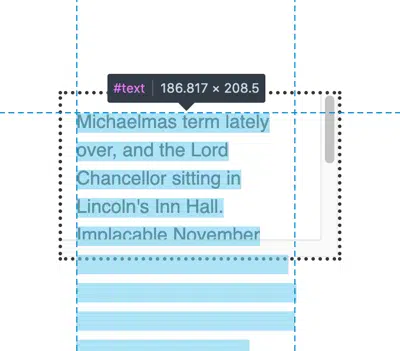 #text 186.817 × 208.5
Michaelmas term lately
over, and the Lord
Chancellor sitting in
Lincoln's Inn Hall.
Implacable November